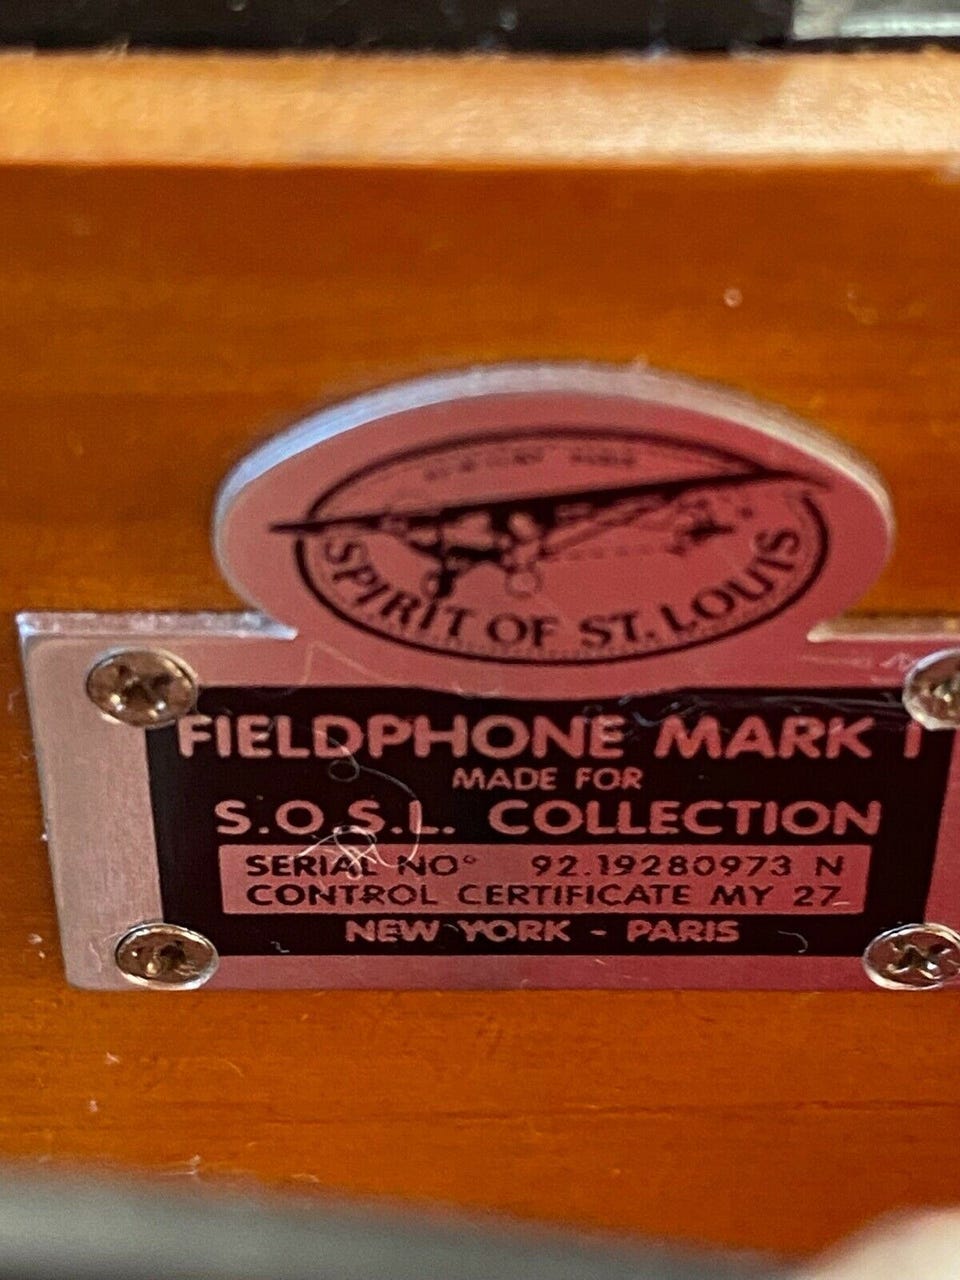 SPIRIT OF ST. LOUIS
FIELDPHONE MARK I
MADE FOR
S.O.S.L. COLLECTION
SERIAL NO° 92.19280973 N
CONTROL CERTIFICATE MY 27
NEW YORK - PARIS